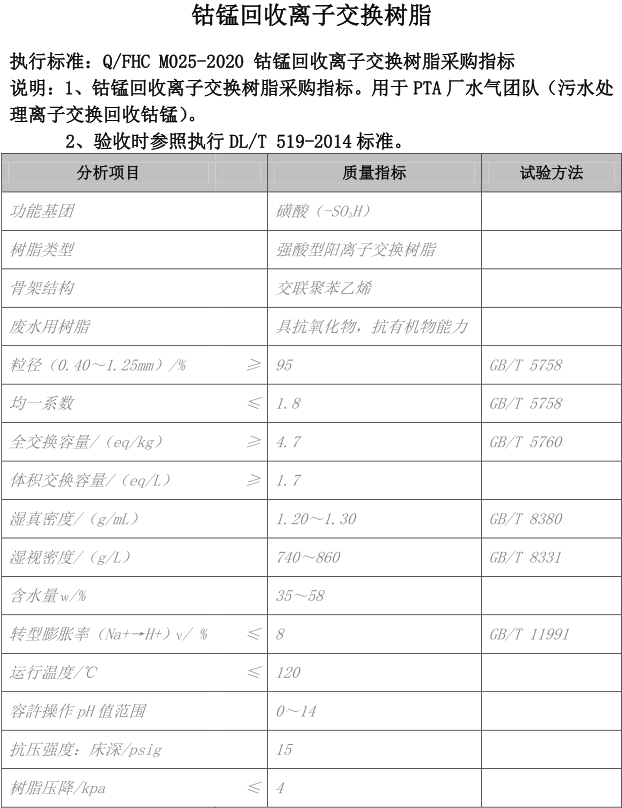 钴锰回收离子交换树脂
执行标准：Q/FHC M025-2020 钴锰回收离子交换树脂采购指标
说明：1、钴锰回收离子交换树脂采购指标。用于 PTA 厂水气团队（污水处
理离子交换回收钴锰）。
2、验收时参照执行 DL/T 519-2014 标准。
分析项目 质量指标 试验方法
功能基团 磺酸（-SO₃H）
树脂类型 强酸型阳离子交换树脂
骨架结构 交联聚苯乙烯
废水用树脂 具抗氧化物，抗有机物能力
粒径（0.40～1.25mm）/% ≥ 95 GB/T 5758
均一系数 ≤ 1.8 GB/T 5758
全交换容量/（eq/kg） ≥ 4.7 GB/T 5760
体积交换容量/（eq/L） ≥ 1.7
湿真密度/（g/mL） 1.20～1.30 GB/T 8380
湿视密度/（g/L） 740～860 GB/T 8331
含水量 w/% 35～58
转型膨胀率（Na+→H+）v/ % ≤ 8 GB/T 11991
运行温度/℃ ≤ 120
容許操作 pH 值范围 0～14
抗压强度：床深/psig 15
树脂压降/kpa ≤ 4